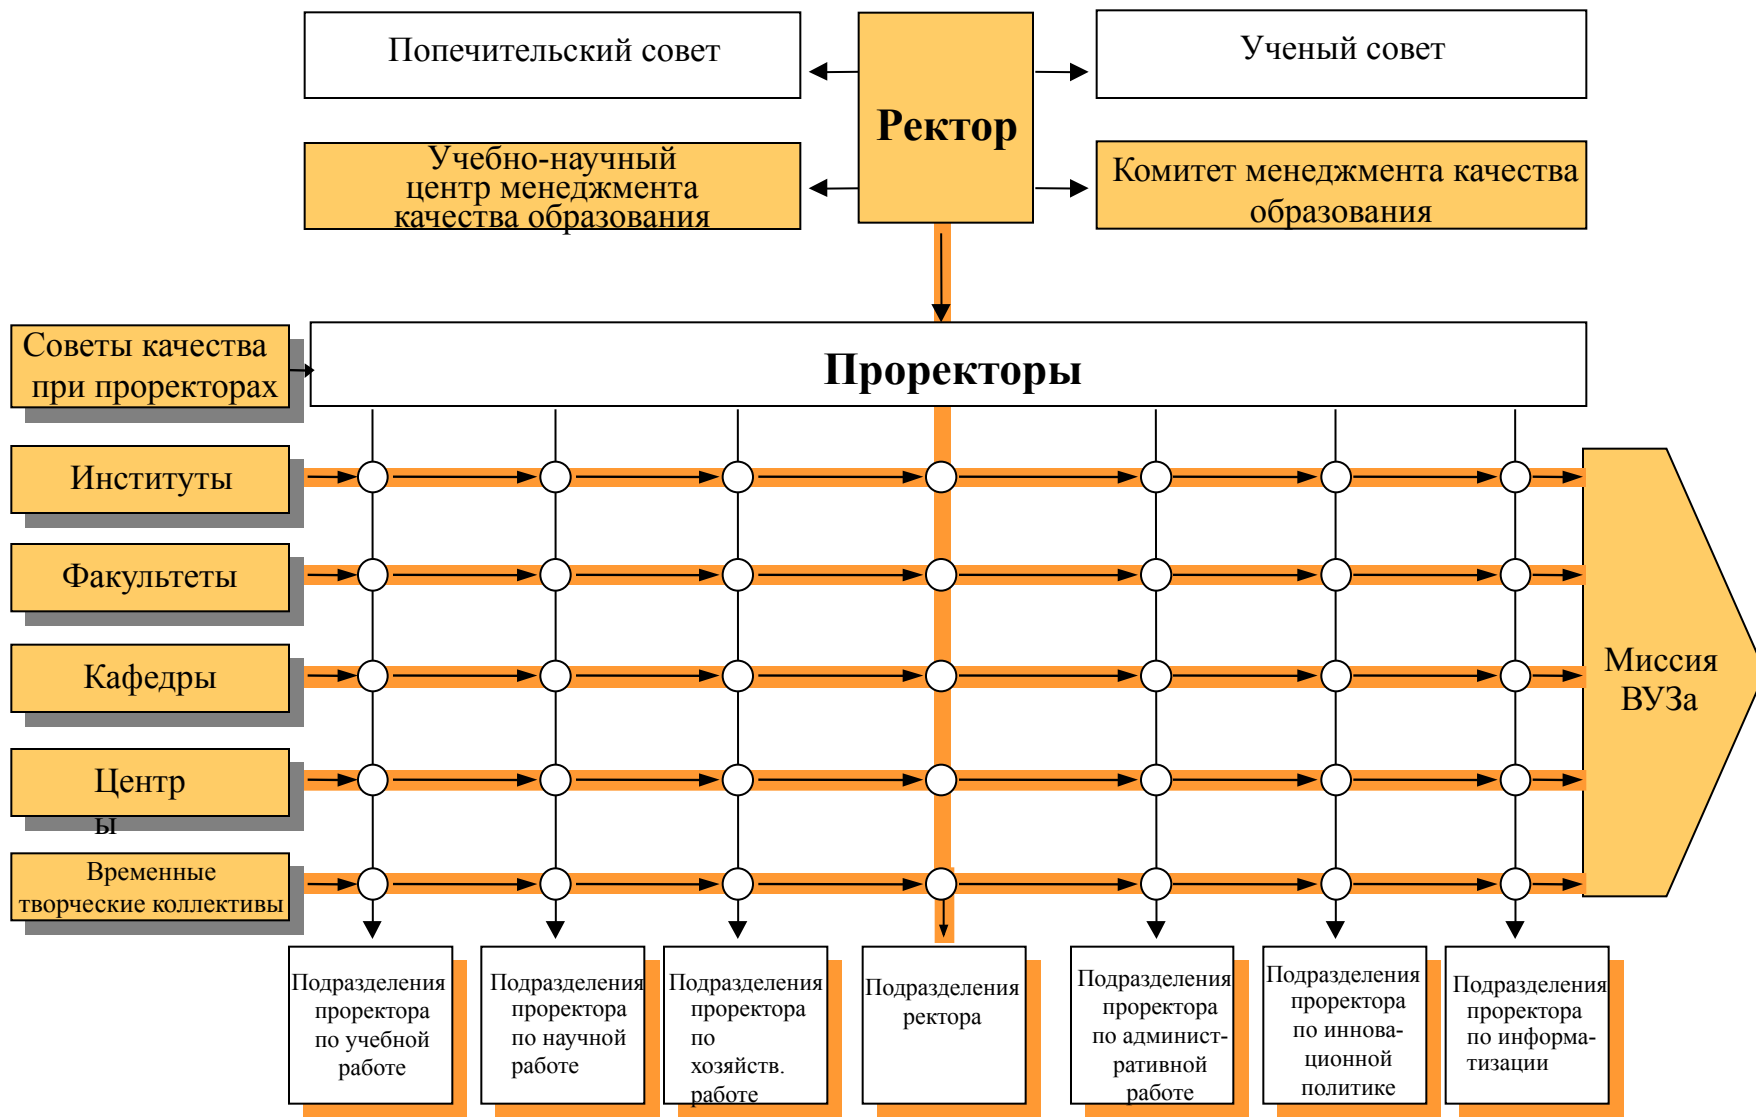 Попечительский совет
Ученый совет
Ректор
Учебно-научный
центр менеджмента
качества образования
Комитет менеджмента качества
образования
Советы качества
при проректорах
Проректоры
Институты
Факультеты
Кафедры
Центр
ы
Временные
творческие коллективы
Миссия
ВУЗа
Подразделения
проректора
по учебной
работе
Подразделения
проректора
по научной
работе
Подразделения
проректора
по
хозяйств.
работе
Подразделения
ректора
Подразделения
проректора
по админист-
ративной
работе
Подразделения
проректора
по иннова-
ционной
политике
Подразделения
проректора
по информа-
тизации